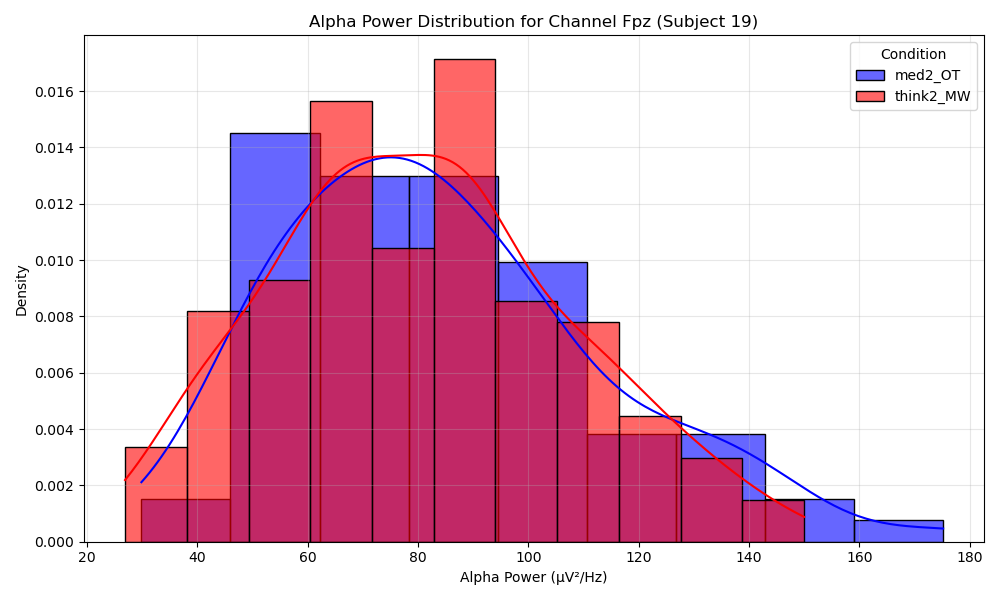 Alpha Power Distribution for Channel Fpz (Subject 19)
Condition
med2_OT
think2_MW
Density
0.016
0.014
0.012
0.010
0.008
0.006
0.004
0.002
0.000
20 40 60 80 100 120 140 160 180
Alpha Power (μV²/Hz)